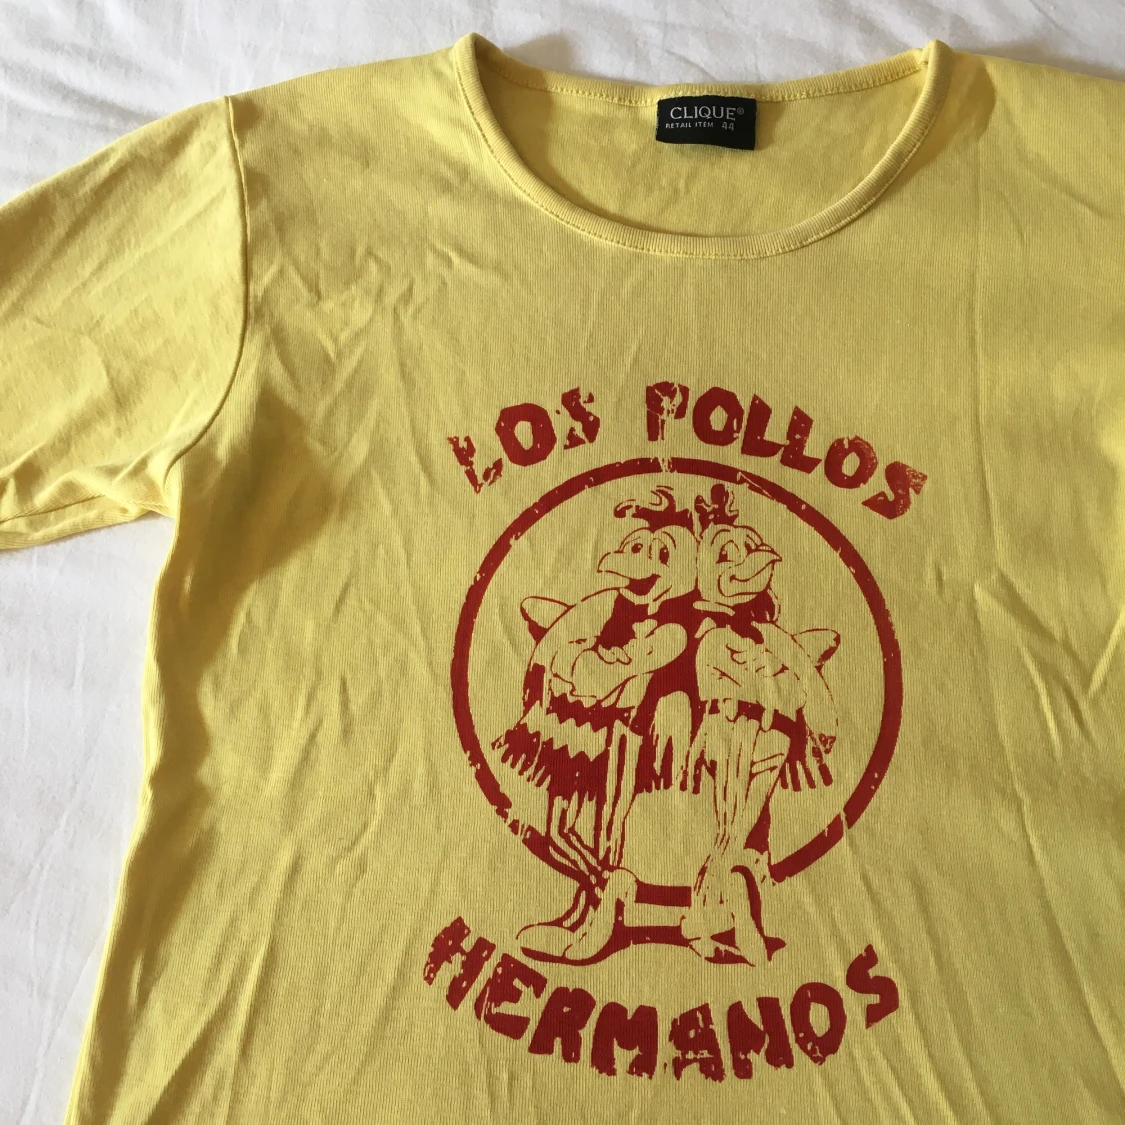 CLIQUE®
RETAIL ITEM 44
LOS POLLOS
HERMANOS